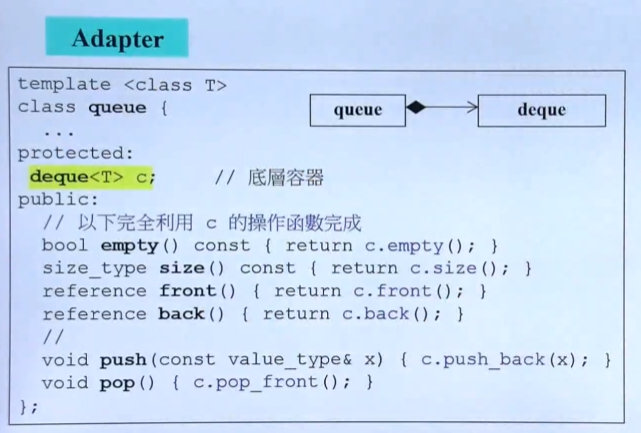 Adapter
template <class T>
class queue {
queue
deque
...
protected:
deque<T> c; // 底層容器
public:
// 以下完全利用 c 的操作函數完成
bool empty() const { return c.empty(); }
size_type size() const { return c.size(); }
reference front() { return c.front(); }
reference back() { return c.back(); }
//
void push(const value_type& x) { c.push_back(x); }
void pop() { c.pop_front(); }
};